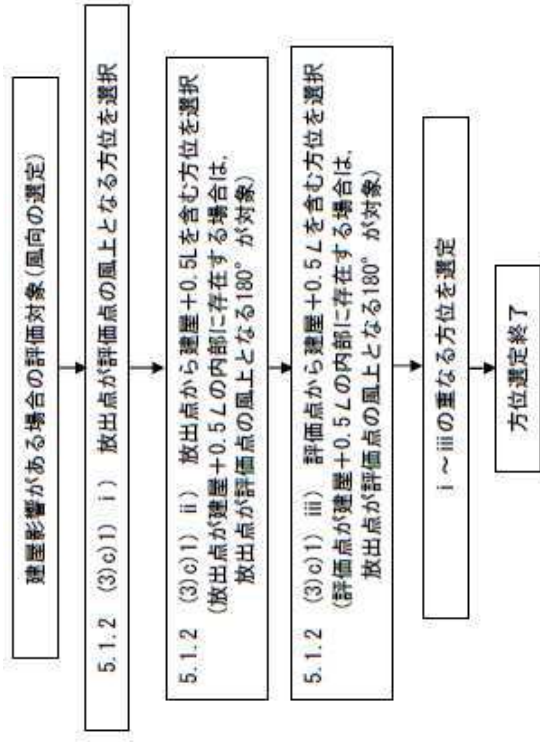 建屋影響がある場合の評価対象(風向の選定)
5.1.2 (3)c)1) i) 放出点が評価点の風上となる方位を選択
5.1.2 (3)c)1) ii) 放出点から建屋+0.5Lを含む方位を選択
(放出点が建屋+0.5Lの内部に存在する場合は,
放出点が評価点の風上となる180°が対象)
5.1.2 (3)c)1) iii) 評価点から建屋+0.5Lを含む方位を選択
(評価点が建屋+0.5Lの内部に存在する場合は,
放出点が評価点の風上となる180°が対象)
i~iiiの重なる方位を選定
方位選定終了